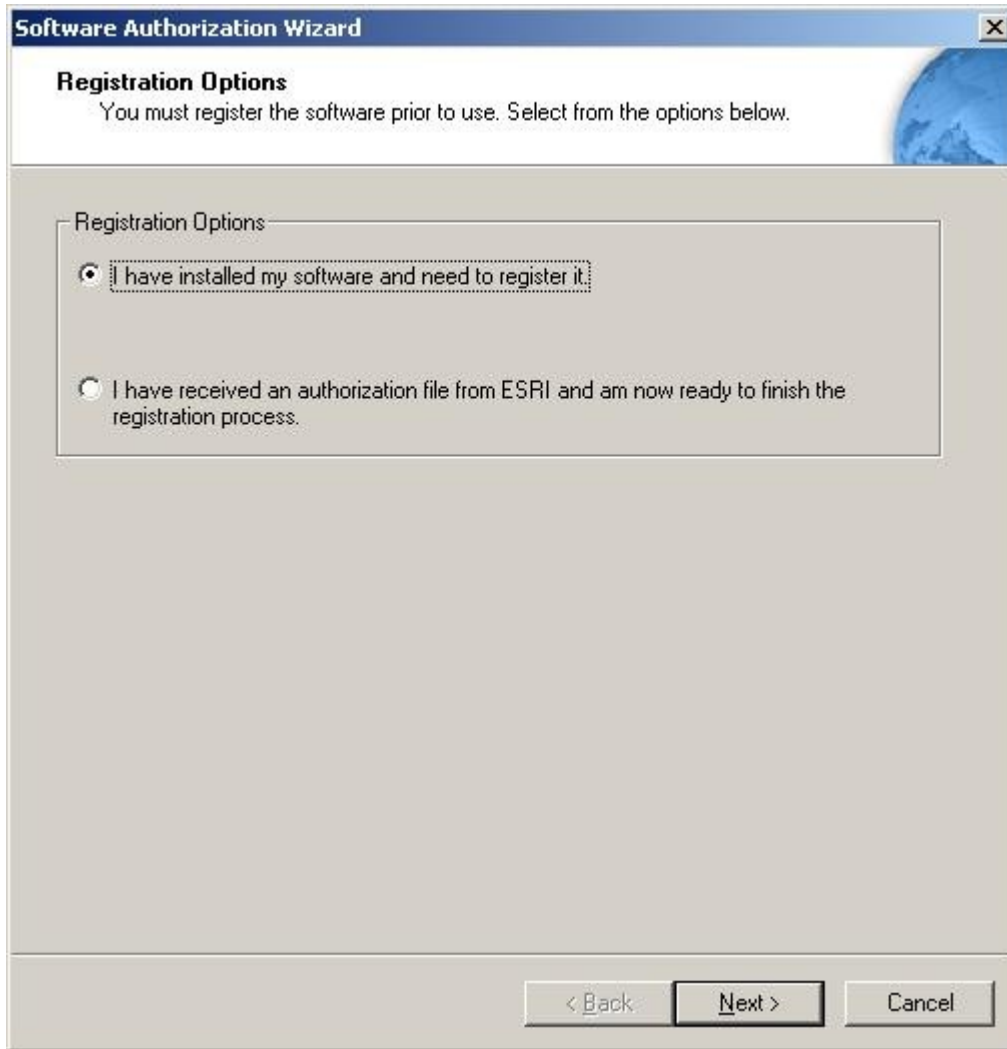 Software Authorization Wizard
Registration Options
You must register the software prior to use. Select from the options below.
Registration Options
I have installed my software and need to register it.
I have received an authorization file from ESRI and am now ready to finish the
registration process.
< Back
Next >
Cancel